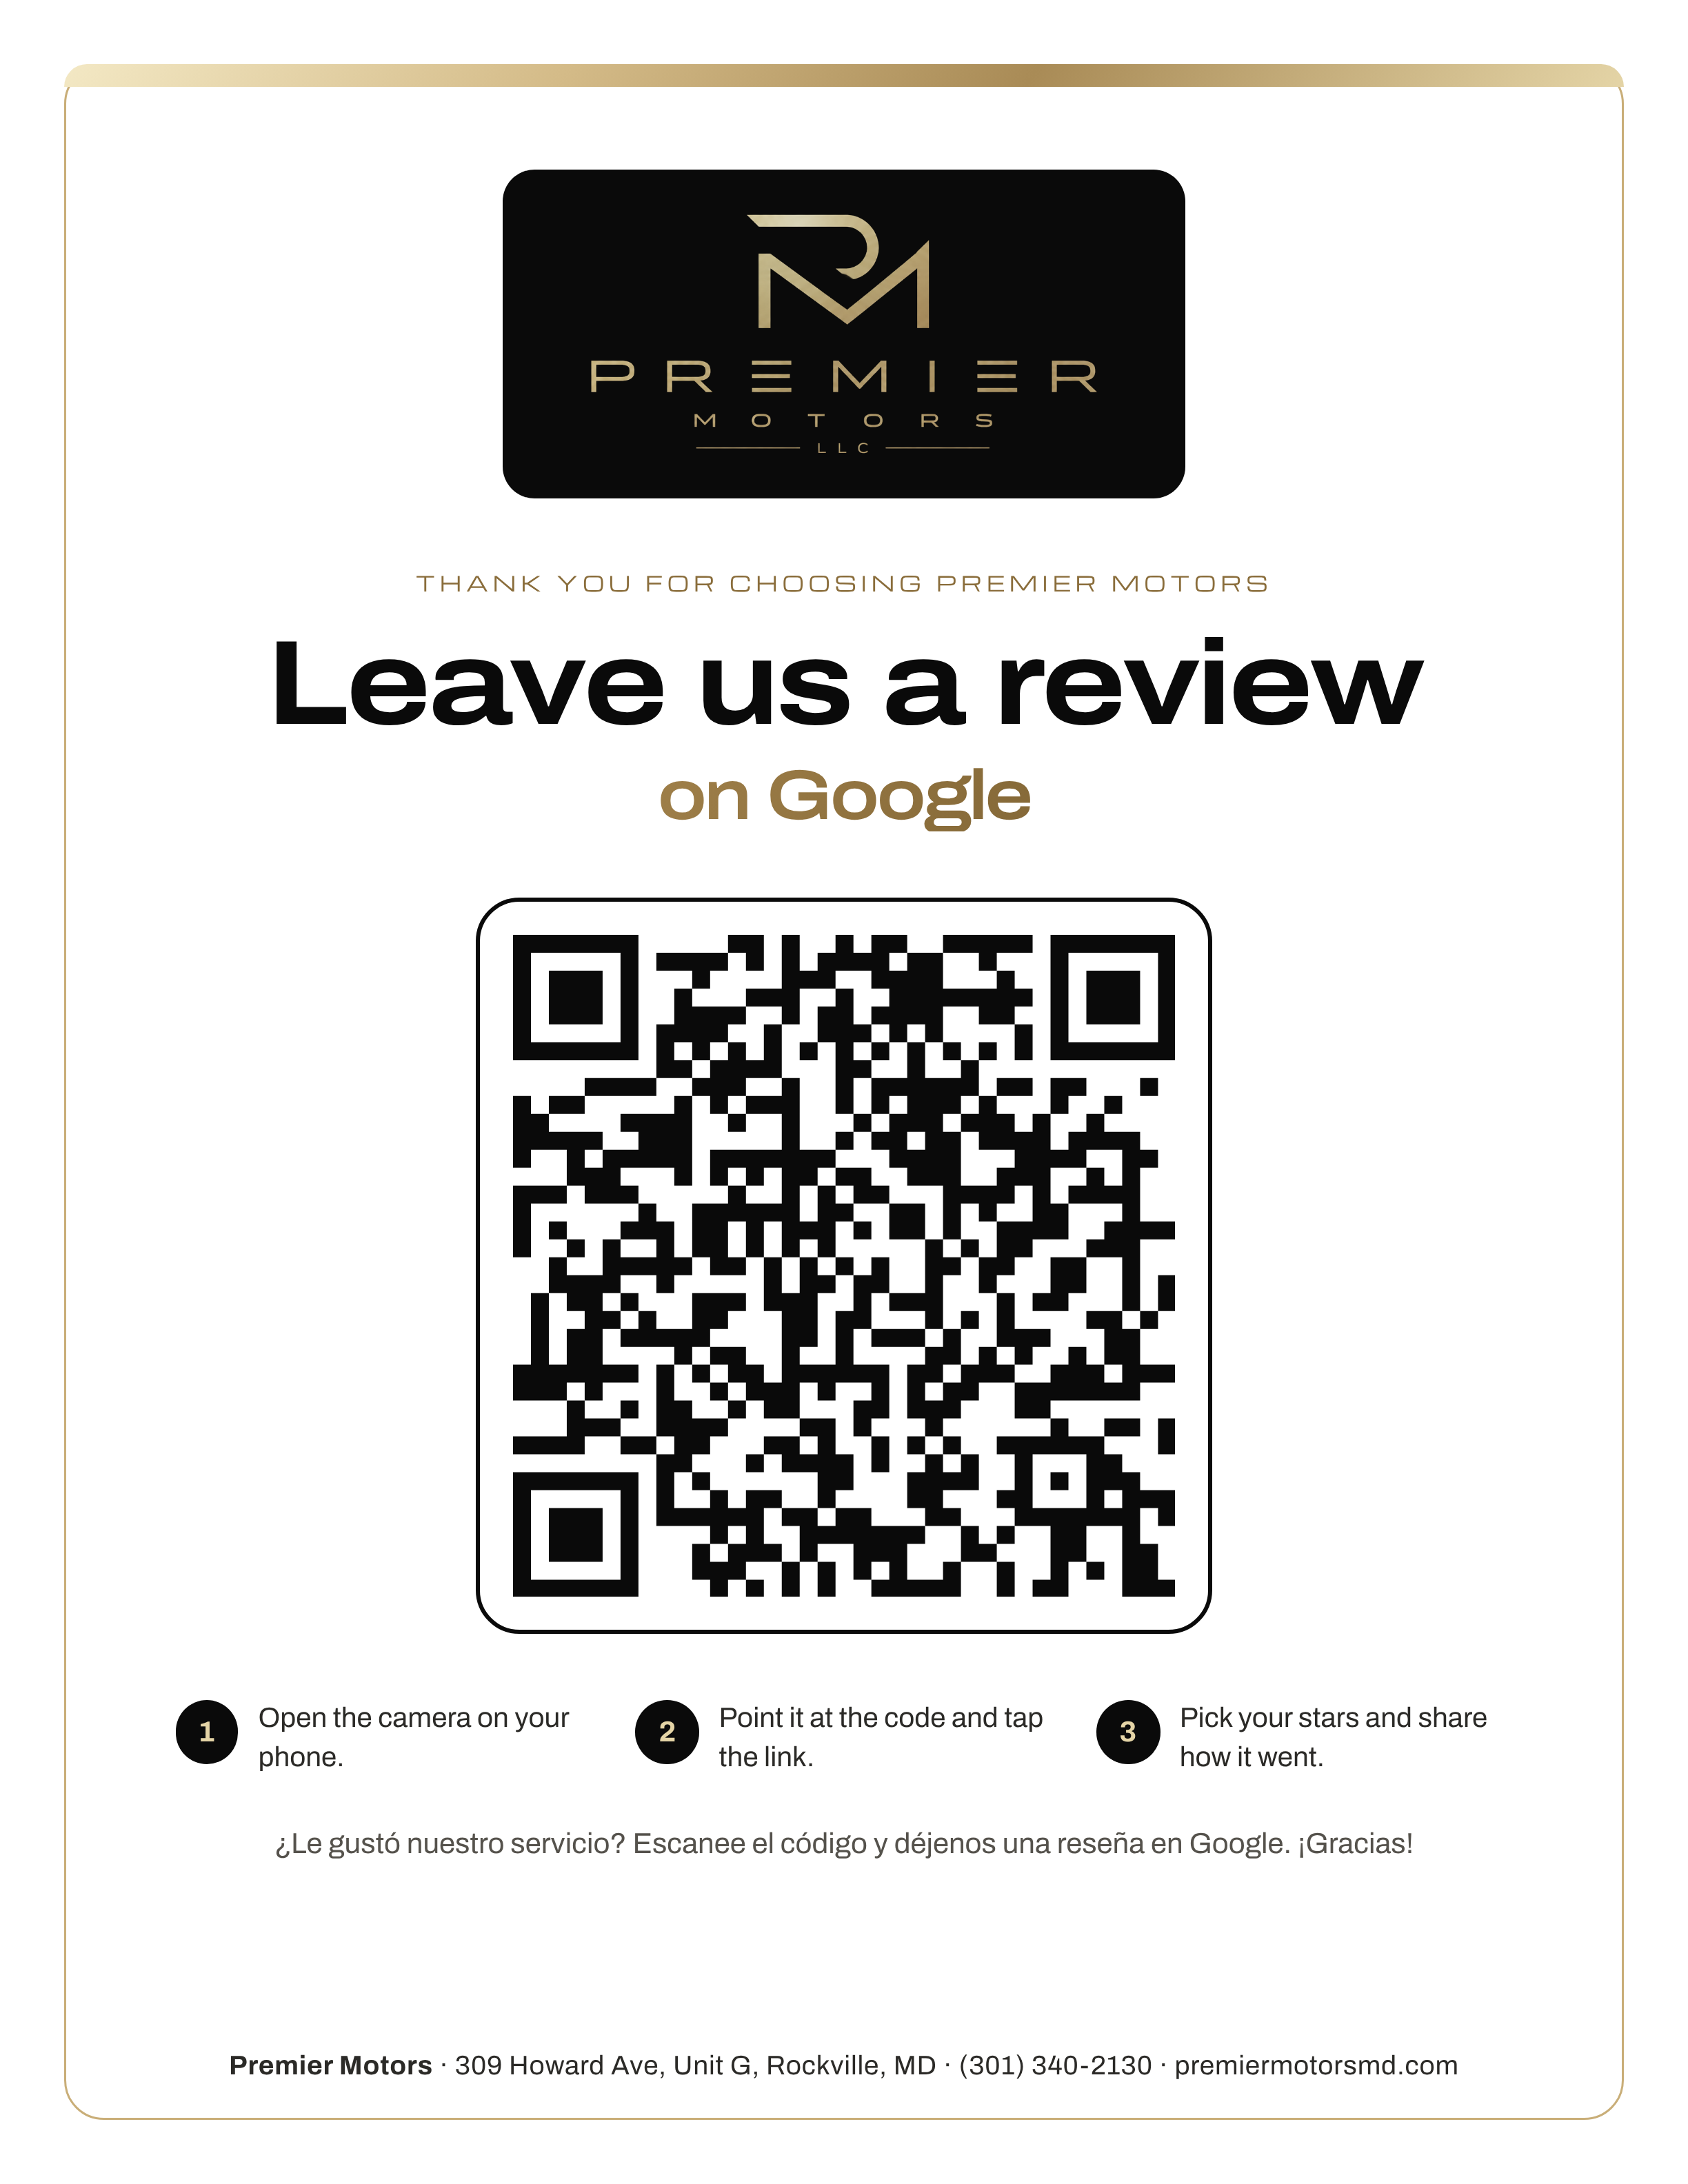 PREMIER
MOTORS
LLC
THANK YOU FOR CHOOSING PREMIER MOTORS
Leave us a review
on Google
1 Open the camera on your
phone.
2 Point it at the code and tap
the link.
3 Pick your stars and share
how it went.
¿Le gustó nuestro servicio? Escanee el código y déjenos una reseña en Google. ¡Gracias!
Premier Motors · 309 Howard Ave, Unit G, Rockville, MD · (301) 340-2130 · premiermotorsmd.com